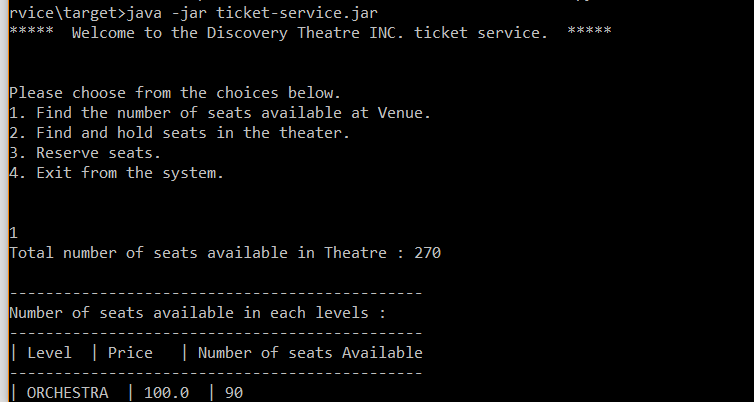 rvice\target>java -jar ticket-service.jar
*****  Welcome to the Discovery Theatre INC. ticket service.  *****
Please choose from the choices below.
1. Find the number of seats available at Venue.
2. Find and hold seats in the theater.
3. Reserve seats.
4. Exit from the system.
1
Total number of seats available in Theatre : 270
----------------------------------------------
Number of seats available in each levels :
----------------------------------------------
| Level  | Price   | Number of seats Available
----------------------------------------------
| ORCHESTRA  | 100.0  | 90